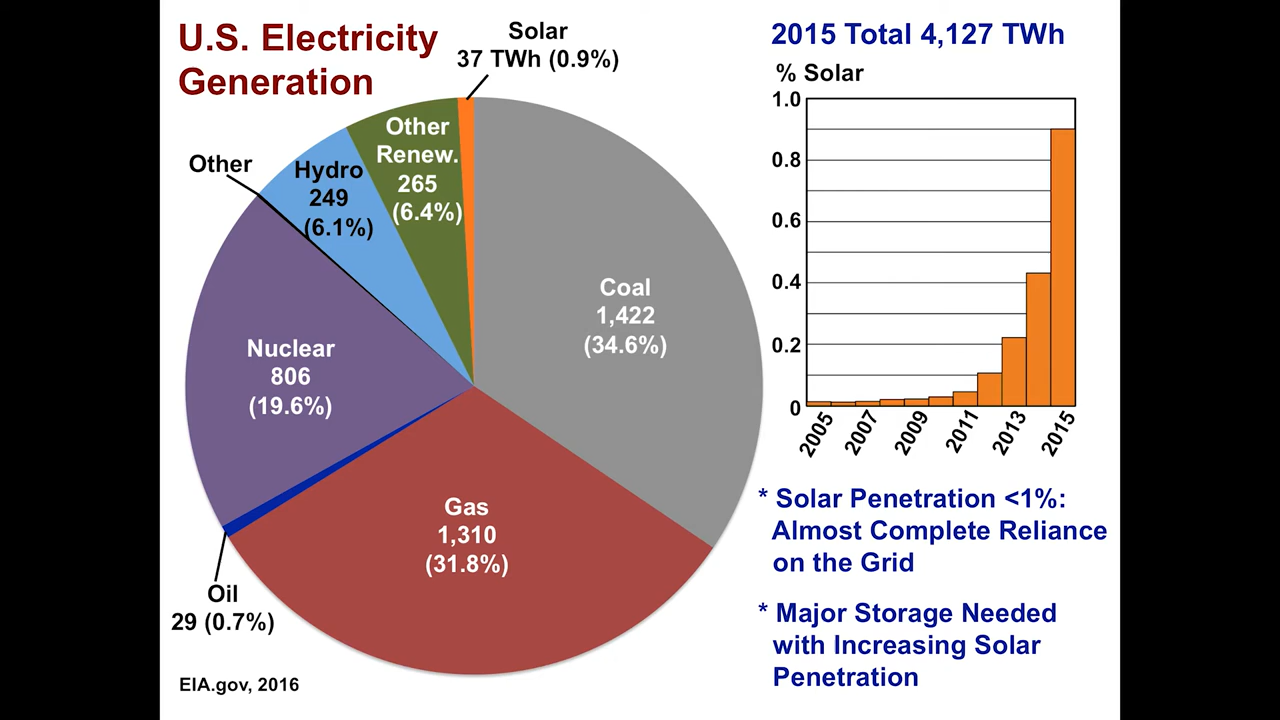 U.S. Electricity
Generation
Solar
37 TWh (0.9%)
Other
Renew.
265
(6.4%)
Hydro
249
(6.1%)
Other
Coal
1,422
(34.6%)
Nuclear
806
(19.6%)
Gas
1,310
(31.8%)
Oil
29 (0.7%)
EIA.gov, 2016
2015 Total 4,127 TWh
% Solar
1.0
0.8
0.6
0.4
0.2
0
2005
2007
2009
2011
2013
2015
* Solar Penetration <1%:
Almost Complete Reliance
on the Grid
* Major Storage Needed
with Increasing Solar
Penetration